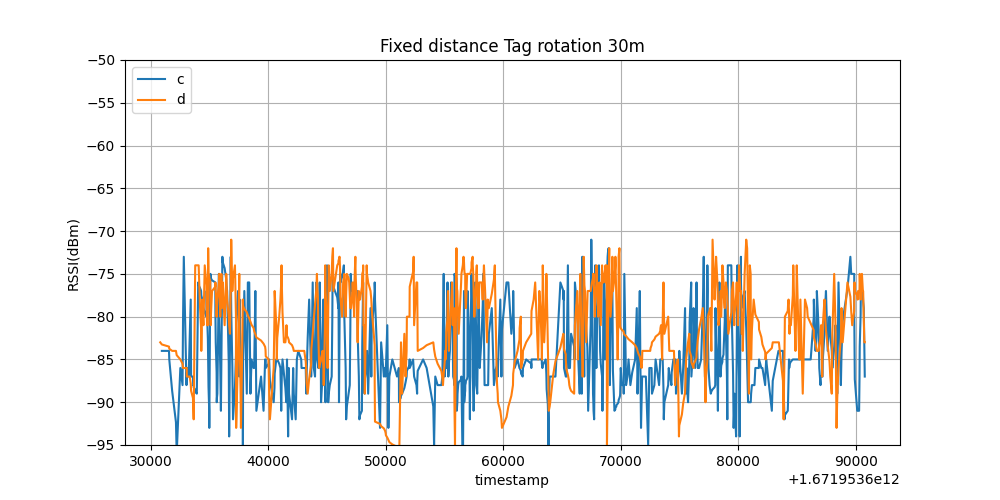 Fixed distance Tag rotation 30m
−50
−55
−60
−65
−70
−75
−80
−85
−90
−95
RSSI(dBm)
c
d
30000 40000 50000 60000 70000 80000 90000
timestamp
+1.6719536e12